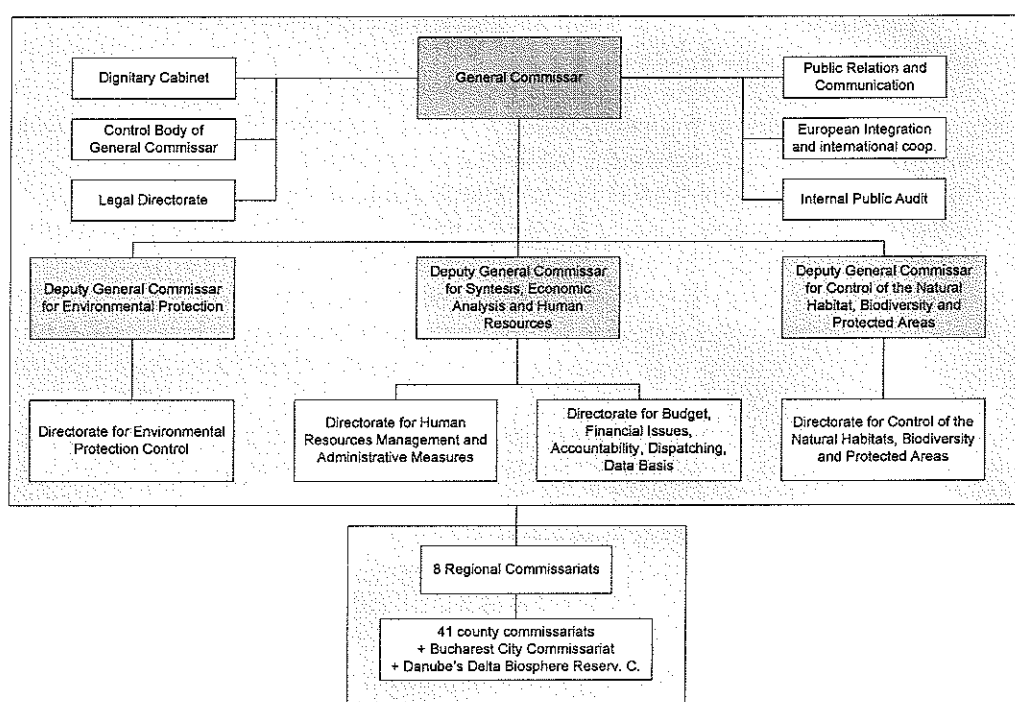 General Commissar
Dignitary Cabinet
Control Body of
General Commissar
Legal Directorate
Public Relation and
Communication
European Integration
and international coop.
Internal Public Audit
Deputy General Commissar
for Environmental Protection
Deputy General Commissar
for Syntesis, Economic
Analysis and Human
Resources
Deputy General Commissar
for Control of the Natural
Habitat, Biodiversity and
Protected Areas
Directorate for Environmental
Protection Control
Directorate for Human
Resources Management and
Administrative Measures
Directorate for Budget,
Financial Issues,
Accountability, Dispatching,
Data Basis
Directorate for Control of the
Natural Habitats, Biodiversity
and Protected Areas
8 Regional Commissariats
41 county commissariats
+ Bucharest City Commissariat
+ Danube's Delta Biosphere Reserv. C.